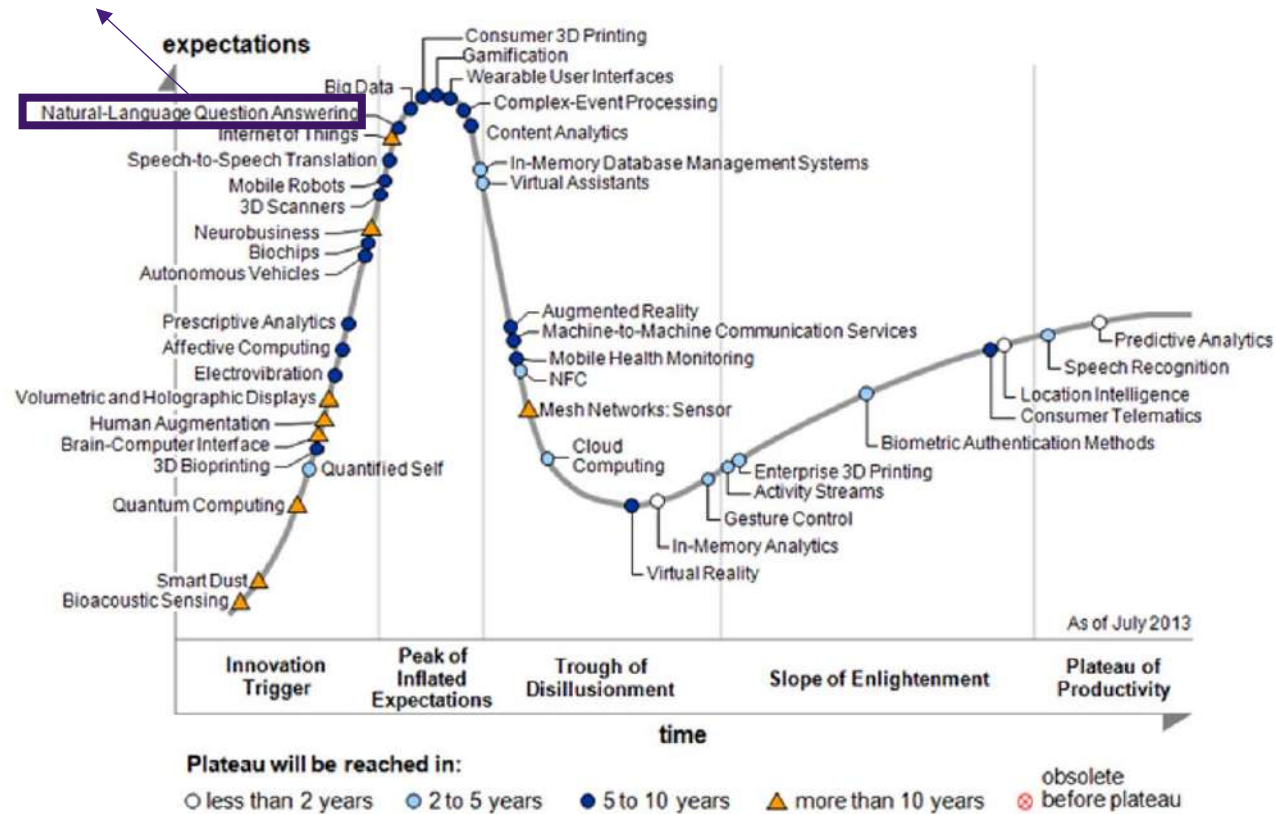 expectations
Consumer 3D Printing
Gamification
Wearable User Interfaces
Big Data
Complex-Event Processing
Natural-Language Question Answering
Content Analytics
Internet of Things
Speech-to-Speech Translation
In-Memory Database Management Systems
Virtual Assistants
Mobile Robots
3D Scanners
Neurobusiness
Biochips
Autonomous Vehicles
Augmented Reality
Prescriptive Analytics
Machine-to-Machine Communication Services
Affective Computing
Mobile Health Monitoring
Electrovibration
NFC
Predictive Analytics
Speech Recognition
Volumetric and Holographic Displays
Location Intelligence
Human Augmentation
Mesh Networks: Sensor
Consumer Telematics
Brain-Computer Interface
Biometric Authentication Methods
3D Bioprinting
Quantified Self
Cloud
Computing
Enterprise 3D Printing
Activity Streams
Quantum Computing
Gesture Control
In-Memory Analytics
Virtual Reality
Smart Dust
Bioacoustic Sensing
As of July 2013
Innovation
Trigger
Peak of
Inflated
Expectations
Trough of
Disillusionment
Slope of Enlightenment
Plateau of
Productivity
time
Plateau will be reached in:
less than 2 years
2 to 5 years
5 to 10 years
more than 10 years
obsolete
before plateau